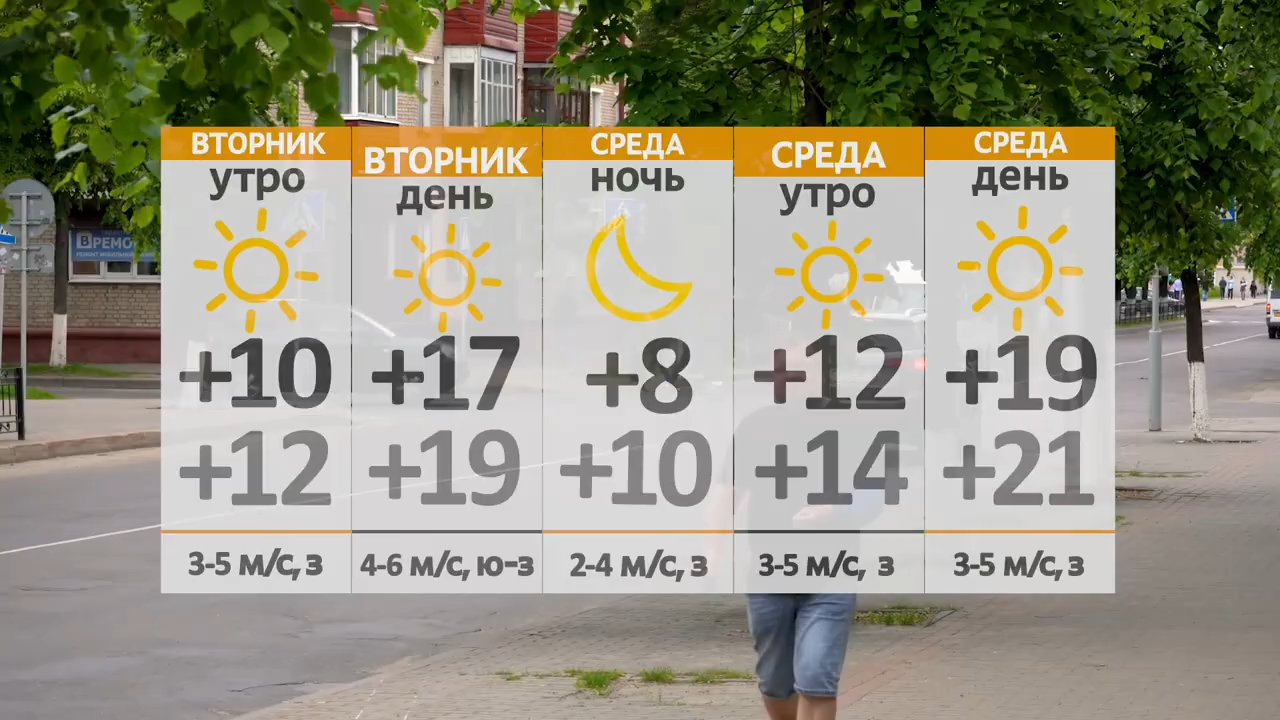 ВТОРНИК
утро
+10
+12
3-5 м/с, з
ВТОРНИК
день
+17
+19
4-6 м/с, ю-з
СРЕДА
ночь
+8
+10
2-4 м/с, з
СРЕДА
утро
+12
+14
3-5 м/с, з
СРЕДА
день
+19
+21
3-5 м/с, з
ВРЕМО